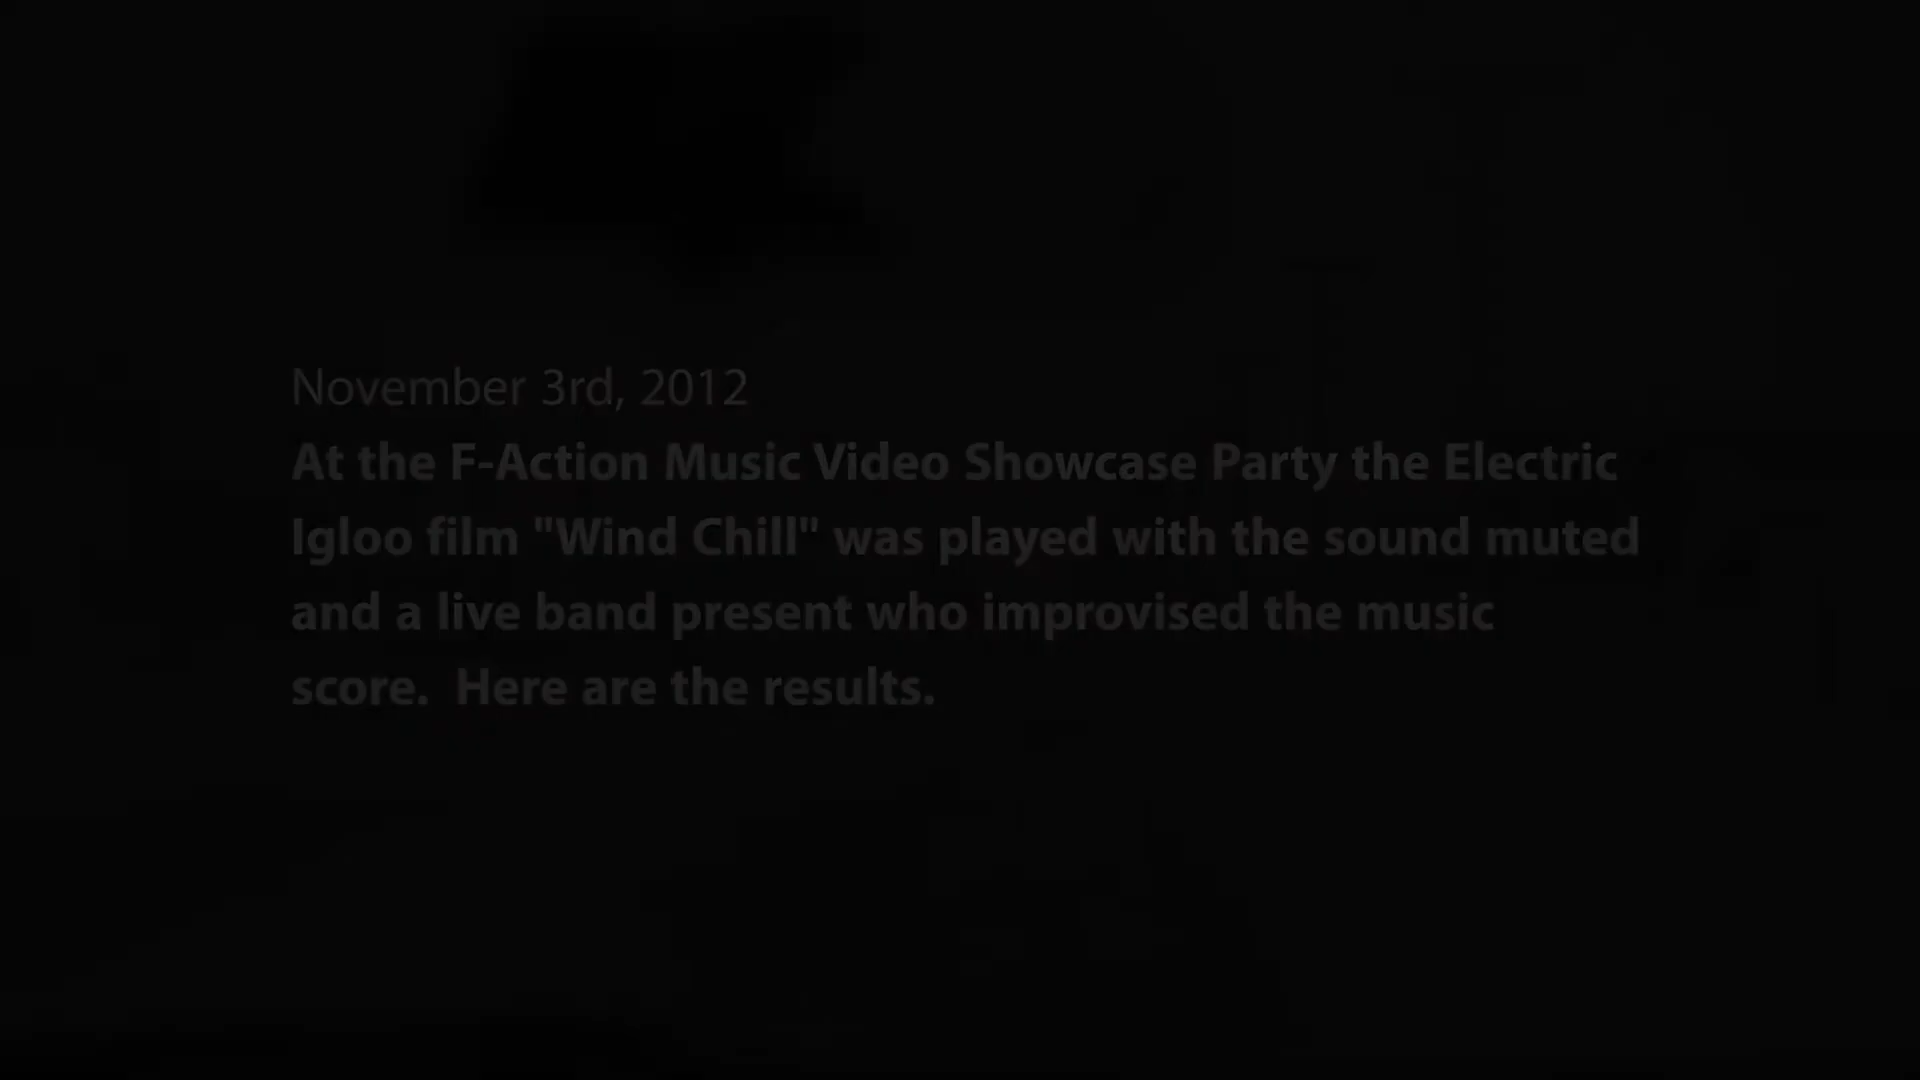 November 3rd, 2012
At the F-Action Music Video Showcase Party the Electric
Igloo film "Wind Chill" was played with the sound muted
and a live band present who improvised the music
score.  Here are the results.